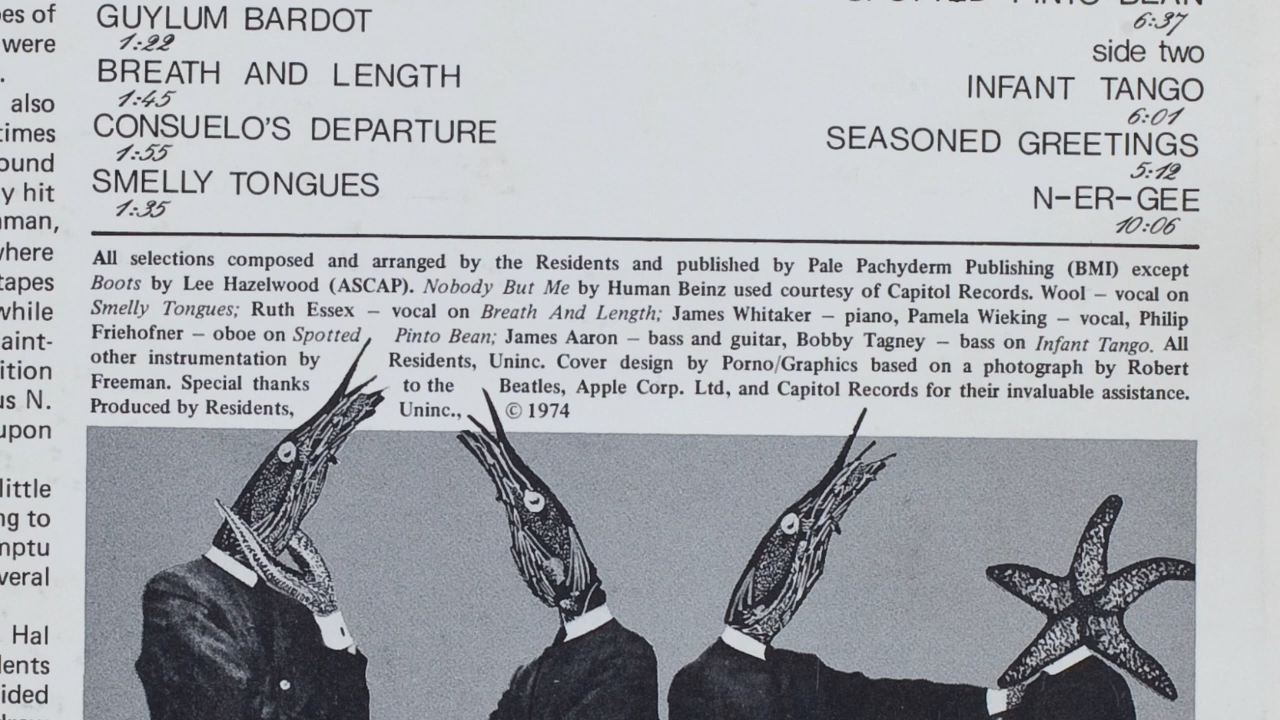 es of
were
.
also
times
ound
y hit
man,
where
tapes
while
aint-
ition
us N.
upon
little
ng to
mptu
veral
Hal
dents
ided
GUYLUM BARDOT
1:22
BREATH AND LENGTH
1:45
CONSUELO'S DEPARTURE
1:55
SMELLY TONGUES
1:35
SPOTTED PINTO BEAN
6:37
side two
INFANT TANGO
6:01
SEASONED GREETINGS
5:12
N-ER-GEE
10:06
All selections composed and arranged by the Residents and published by Pale Pachyderm Publishing (BMI) except
Boots by Lee Hazelwood (ASCAP). Nobody But Me by Human Beinz used courtesy of Capitol Records. Wool – vocal on
Smelly Tongues; Ruth Essex – vocal on Breath And Length; James Whitaker – piano, Pamela Wieking – vocal, Philip
Friehofner – oboe on Spotted Pinto Bean; James Aaron – bass and guitar, Bobby Tagney – bass on Infant Tango. All
other instrumentation by Residents, Uninc. Cover design by Porno/Graphics based on a photograph by Robert
Freeman. Special thanks to the Beatles, Apple Corp. Ltd, and Capitol Records for their invaluable assistance.
Produced by Residents, Uninc., © 1974